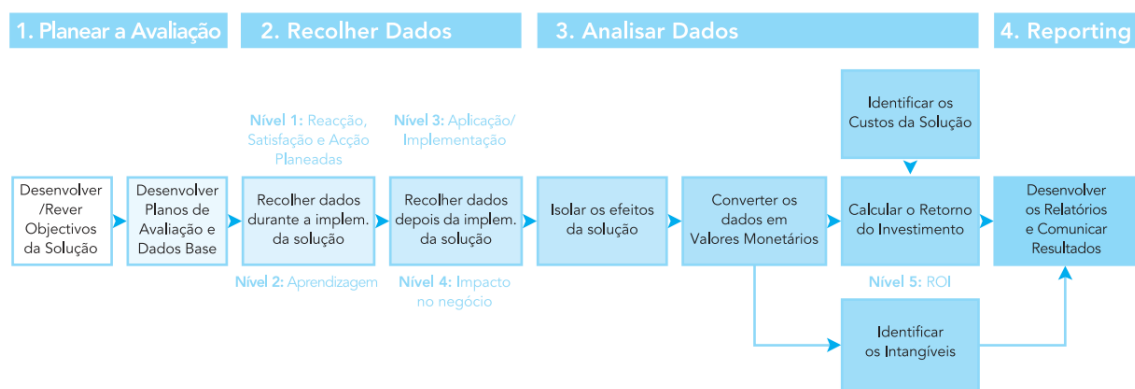 1. Planear a Avaliação
2. Recolher Dados
3. Analisar Dados
4. Reporting
Identificar os
Custos da Solução
Nível 1: Reacção,
Satisfação e Acção
Planeadas
Nível 3: Aplicação/
Implementação
Desenvolver
/Rever
Objectivos
da Solução
Desenvolver
Planos de
Avaliação e
Dados Base
Recolher dados
durante a implem.
da solução
Recolher dados
depois da implem.
da solução
Isolar os efeitos
da solução
Converter os
dados em
Valores Monetários
Calcular o Retorno
do Investimento
Desenvolver
os Relatórios
e Comunicar
Resultados
Nível 2: Aprendizagem
Nível 4: Impacto
no negócio
Nível 5: ROI
Identificar
os Intangíveis